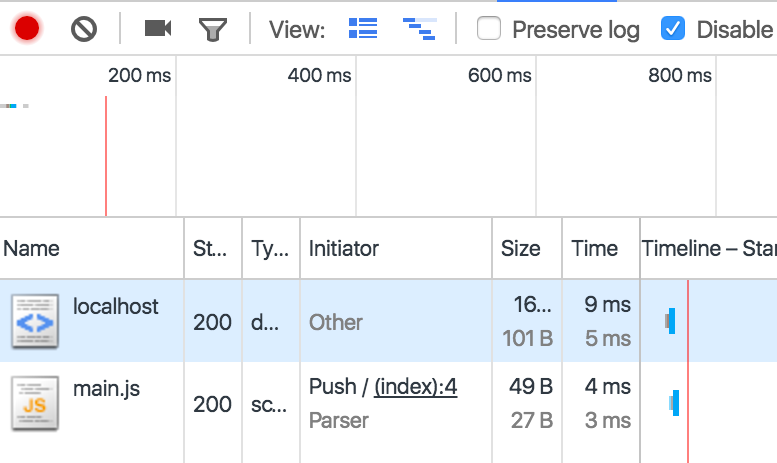 View: Preserve log Disable
200 ms 400 ms 600 ms 800 ms
Name St... Ty... Initiator Size Time Timeline – Star
localhost 200 d... Other 16... 9 ms
101 B 5 ms
main.js 200 sc... Push / (index):4 49 B 4 ms
JS Parser 27 B 3 ms